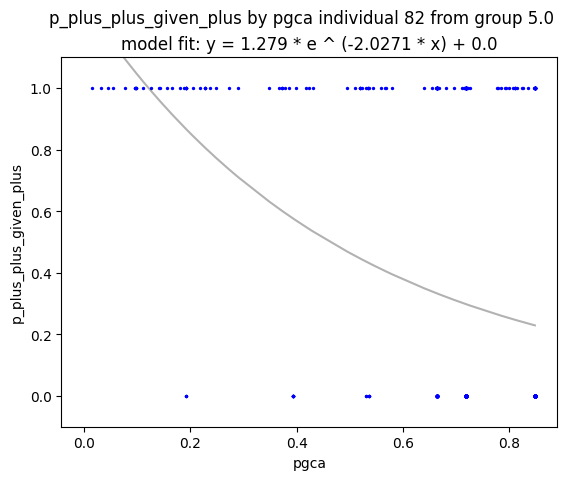 p_plus_plus_given_plus by pgca individual 82 from group 5.0
model fit: y = 1.279 * e ^ (-2.0271 * x) + 0.0
p_plus_plus_given_plus
1.0
0.8
0.6
0.4
0.2
0.0
0.0 0.2 0.4 0.6 0.8
pgca